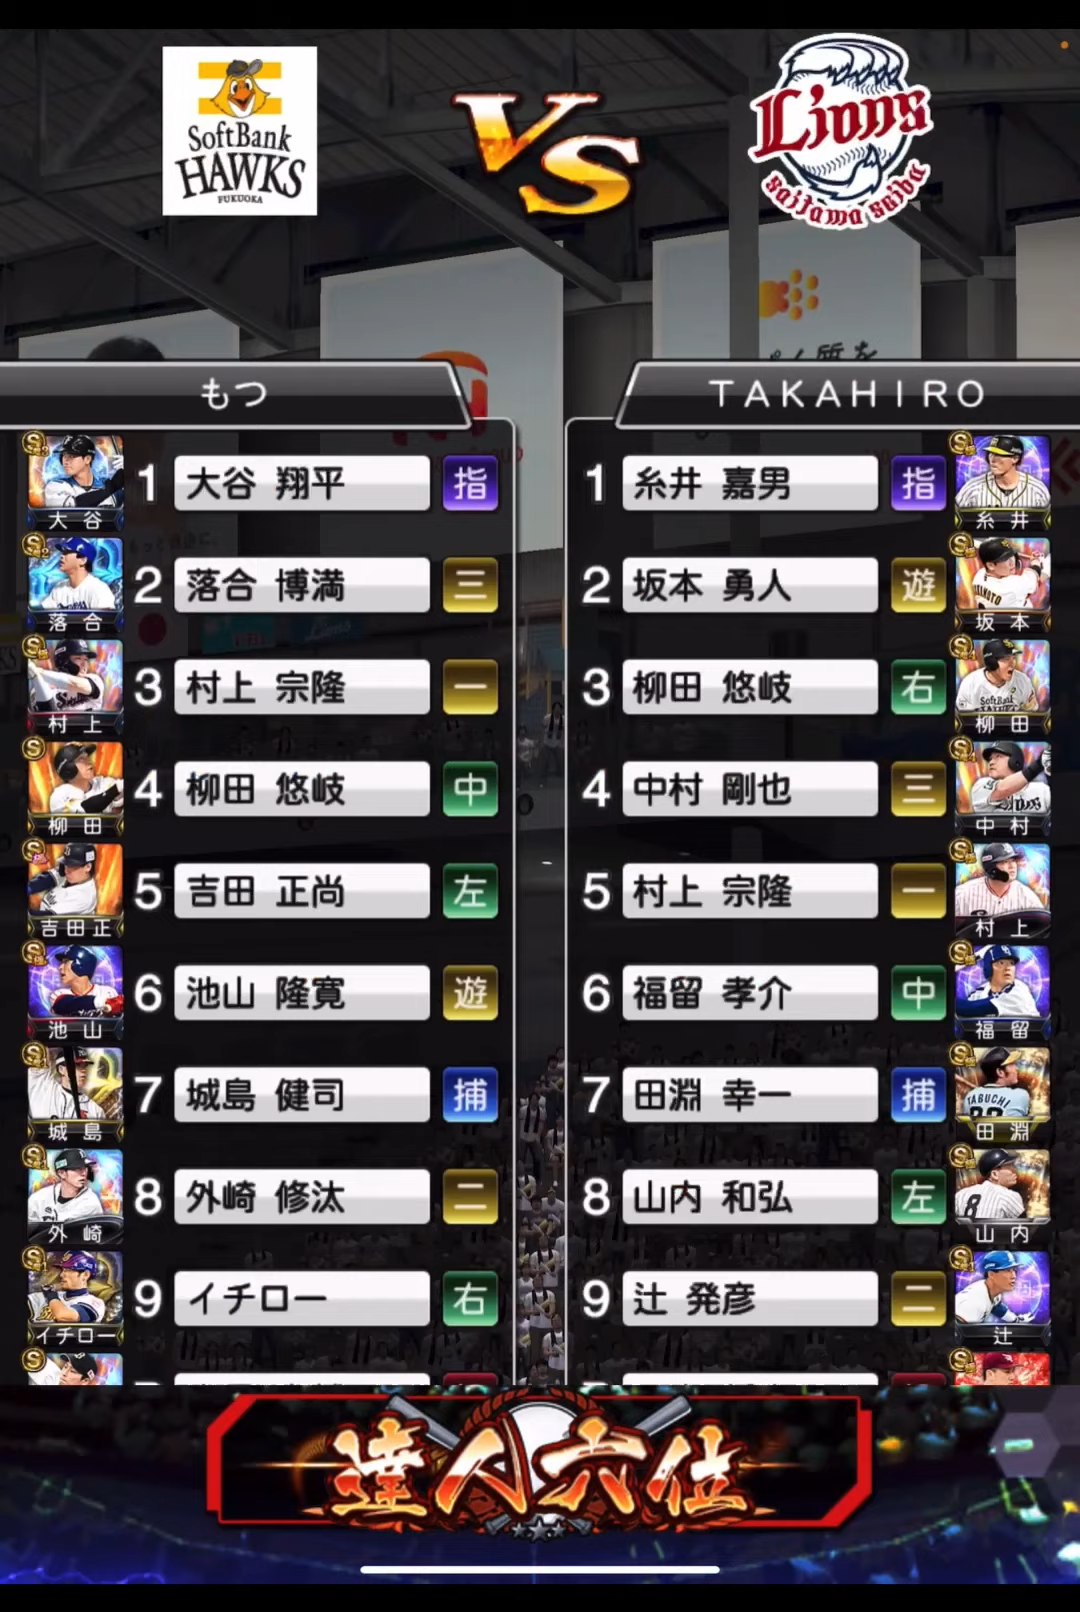 SoftBank
HAWKS
FUKUOKA
VS
Lions
saitama seibu
もつ
TAKAHIRO
大谷 1 大谷 翔平 指
落合 2 落合 博満 三
村上 3 村上 宗隆 一
柳田 4 柳田 悠岐 中
吉田正 5 吉田 正尚 左
池山 6 池山 隆寛 遊
城島 7 城島 健司 捕
外崎 8 外崎 修汰 二
イチロー 9 イチロー 右
1 糸井 嘉男 指 糸井
2 坂本 勇人 遊 坂本
3 柳田 悠岐 右 柳田
4 中村 剛也 三 中村
5 村上 宗隆 一 村上
6 福留 孝介 中 福留
7 田淵 幸一 捕 田淵
8 山内 和弘 左 山内
9 辻 発彦 二 辻
達人六位